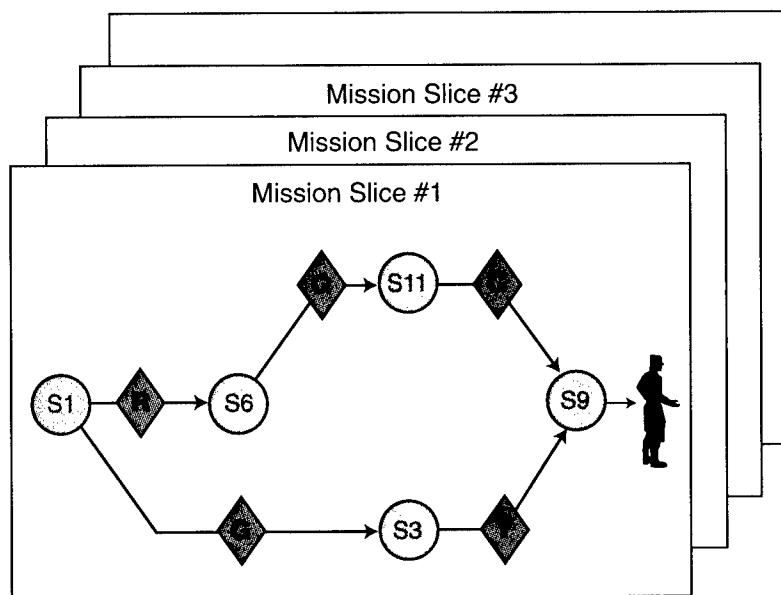 Mission Slice #3
Mission Slice #2
Mission Slice #1
G
S11
G
S1
R
S6
S9
G
S3
Y